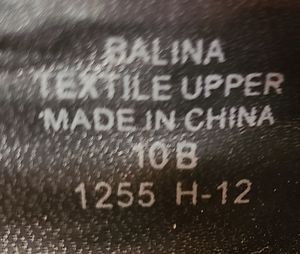 BALINA
TEXTILE UPPER
MADE IN CHINA
10 B
1255 H-12